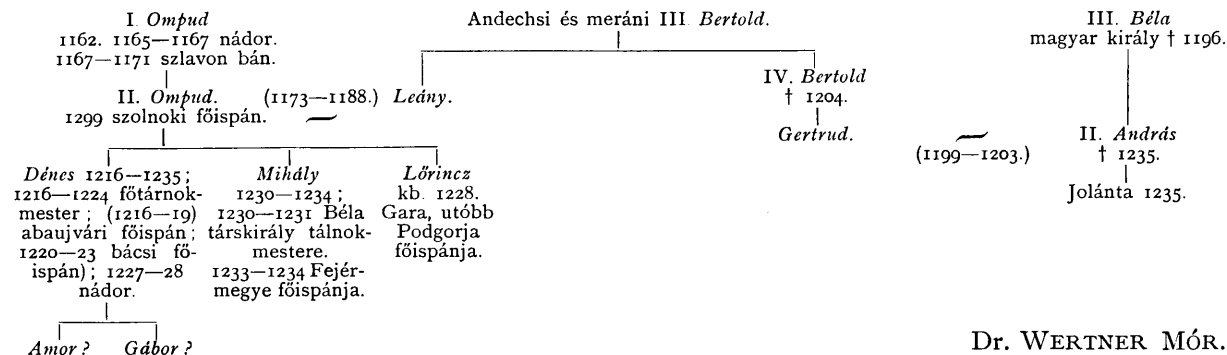 I. Ompud
1162. 1165—1167 nádor.
1167—1171 szlavon bán.
Andechsi és meráni III. Bertold.
III. Béla
magyar király † 1196.
II. Ompud.
1299 szolnoki főispán.
(1173—1188.)
Leány.
IV. Bertold
† 1204.
Gertrud.
(1199—1203.)
II. András
† 1235.
Jolánta 1235.
Dénes 1216—1235;
1216—1224 főtárnok-
mester; (1216—19)
abaujvári főispán;
1220—23 bácsi fő-
ispán); 1227—28
nádor.
Mihály
1230—1234;
1230—1231 Béla
társkirály tálnok-
mestere.
1233—1234 Fejér-
megye főispánja.
Lőrincz
kb. 1228.
Gara, utóbb
Podgorja
főispánja.
Amor?
Gábor?
Dr. WERTNER MÓR.